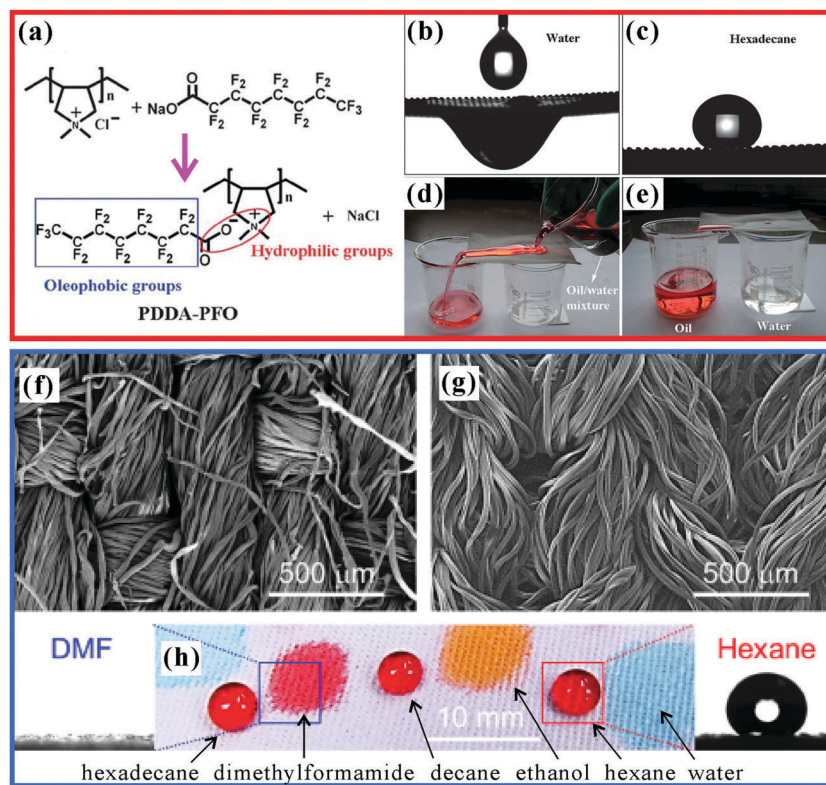 (a)
n
N
+
Cl⁻
+
NaO
O
F₂
F₂
F₂
F₂
F₂
F₂
CF₃
F₃C
F₂
F₂
F₂
F₂
F₂
F₂
O
O⁻
n
+
N
+ NaCl
Hydrophilic groups
Oleophobic groups
PDDA-PFO
(b)
Water
(c)
Hexadecane
(d)
Oil/water
mixture
(e)
Oil
Water
(f)
500 μm
(g)
500 μm
DMF
(h)
10 mm
Hexane
hexadecane dimethylformamide decane ethanol hexane water